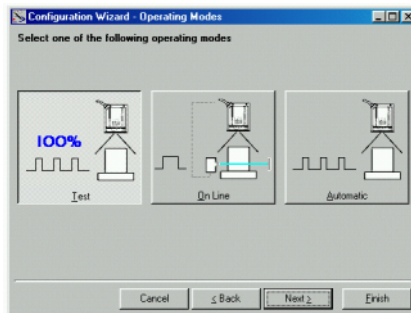 Configuration Wizard - Operating Modes
Select one of the following operating modes
100%
Test
On Line
Automatic
Cancel
< Back
Next >
Finish